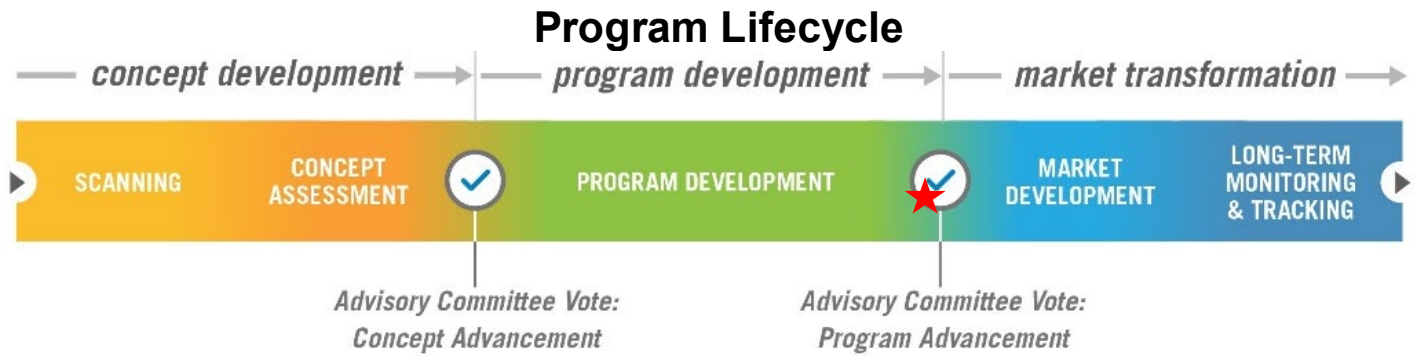 Program Lifecycle
concept development
program development
market transformation
SCANNING
CONCEPT
ASSESSMENT
PROGRAM DEVELOPMENT
MARKET
DEVELOPMENT
LONG-TERM
MONITORING
& TRACKING
Advisory Committee Vote:
Concept Advancement
Advisory Committee Vote:
Program Advancement